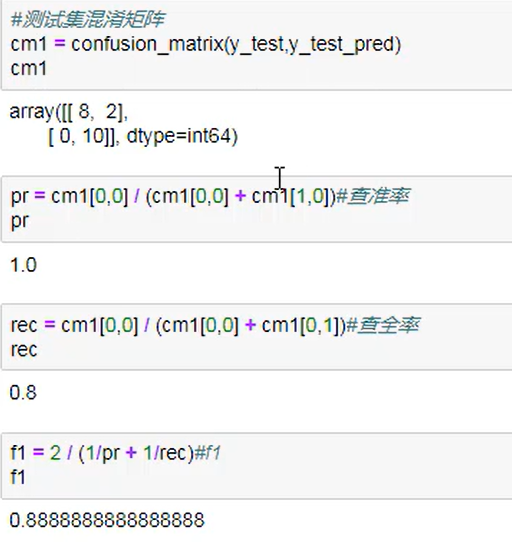 #测试集混淆矩阵
cm1 = confusion_matrix(y_test,y_test_pred)
cm1
array([[ 8,  2],
       [ 0, 10]], dtype=int64)
pr = cm1[0,0] / (cm1[0,0] + cm1[1,0])#查准率
pr
1.0
rec = cm1[0,0] / (cm1[0,0] + cm1[0,1])#查全率
rec
0.8
f1 = 2 / (1/pr + 1/rec)#f1
f1
0.8888888888888888